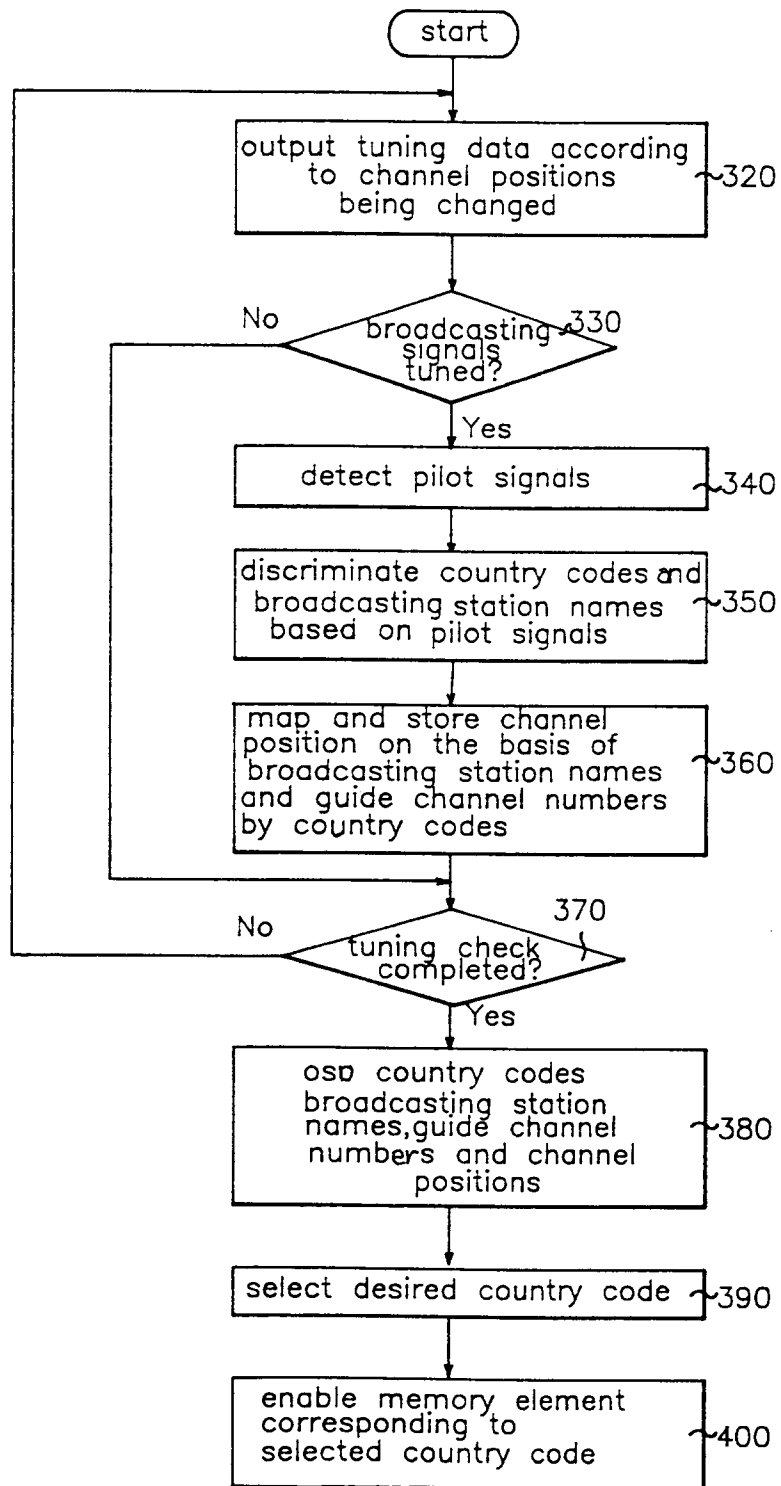 start
output tuning data according
to channel positions
being changed
320
No
broadcasting
signals
tuned?
330
Yes
detect pilot signals
340
discriminate country codes and
broadcasting station names
based on pilot signals
350
map and store channel
position on the basis of
broadcasting station names
and guide channel numbers
by country codes
360
No
370
tuning check
completed?
Yes
osD country codes
broadcasting station
names,guide channel
numbers and channel
positions
380
select desired country code
390
enable memory element
corresponding to
selected country code
400